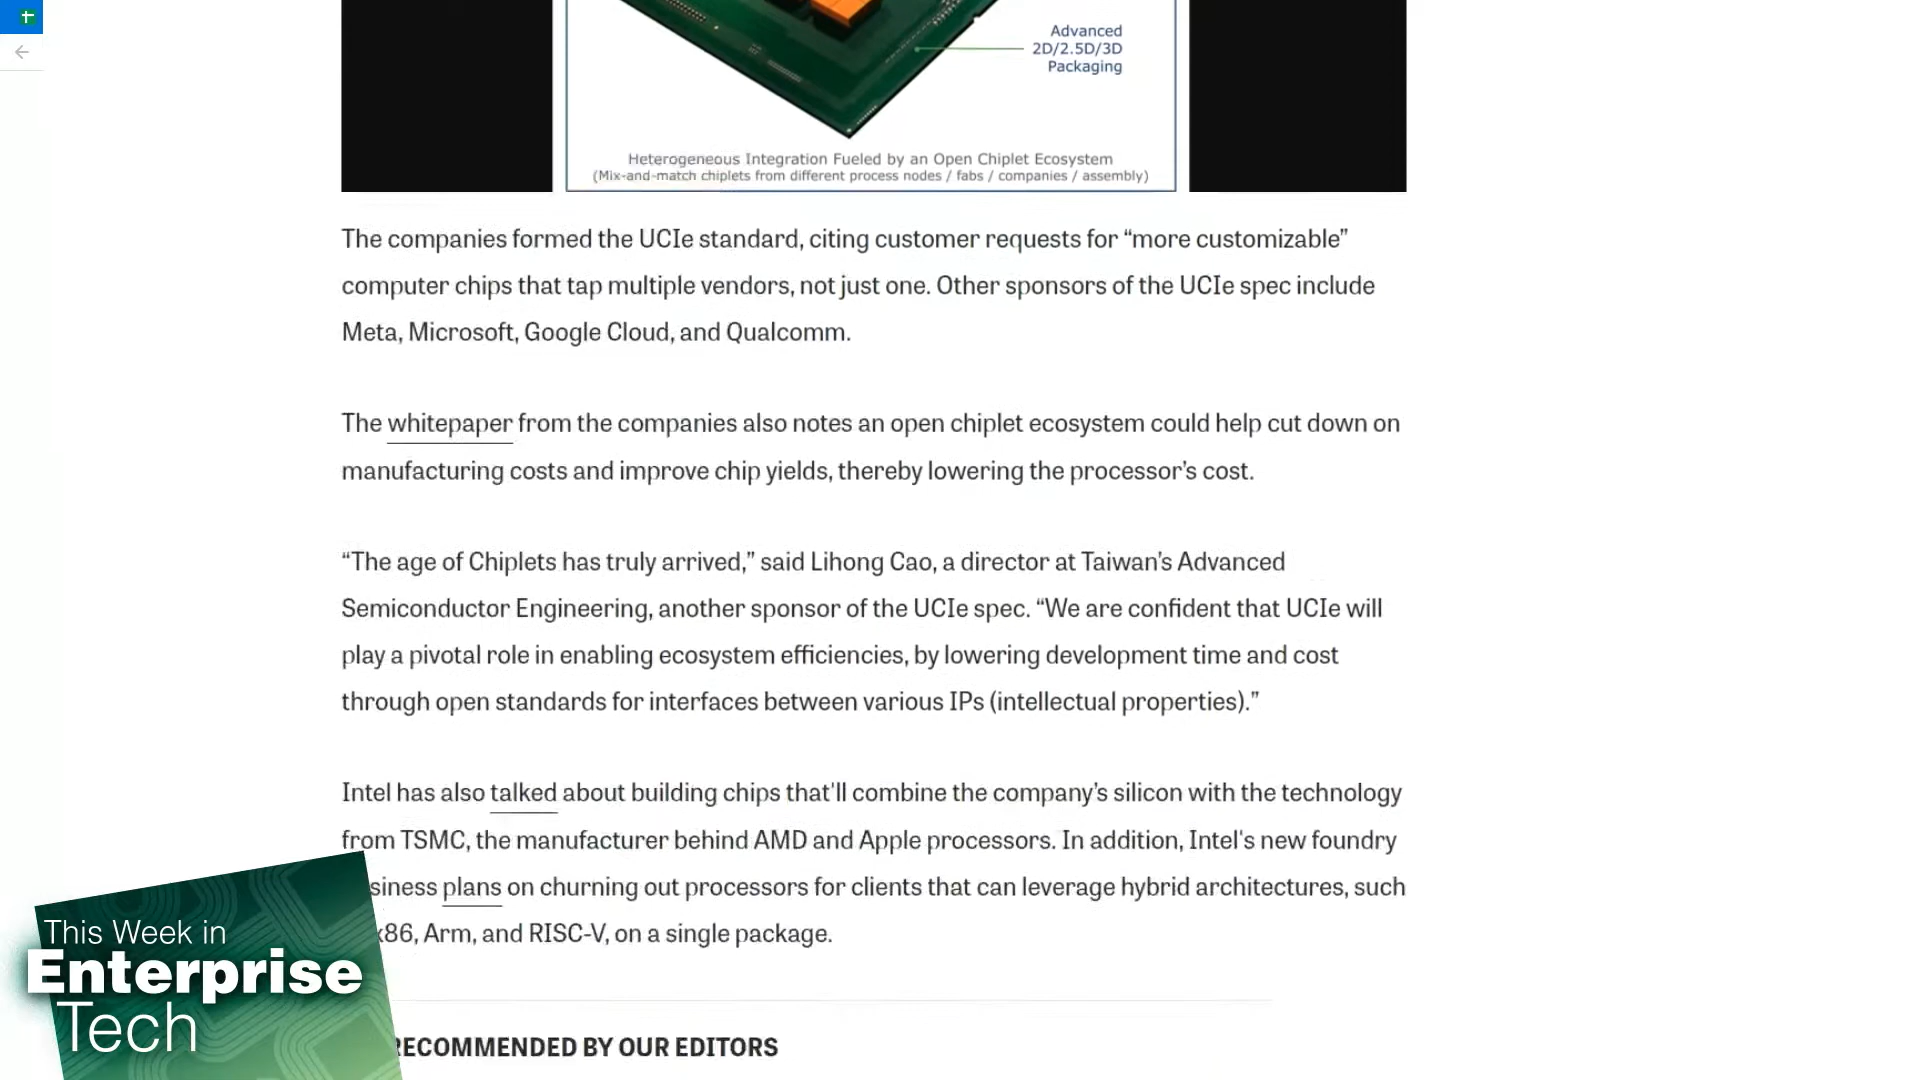 Advanced
2D/2.5D/3D
Packaging
Heterogeneous Integration Fueled by an Open Chiplet Ecosystem
(Mix-and-match chiplets from different process nodes / fabs / companies / assembly)
The companies formed the UCIe standard, citing customer requests for “more customizable”
computer chips that tap multiple vendors, not just one. Other sponsors of the UCIe spec include
Meta, Microsoft, Google Cloud, and Qualcomm.
The whitepaper from the companies also notes an open chiplet ecosystem could help cut down on
manufacturing costs and improve chip yields, thereby lowering the processor’s cost.
“The age of Chiplets has truly arrived,” said Lihong Cao, a director at Taiwan’s Advanced
Semiconductor Engineering, another sponsor of the UCIe spec. “We are confident that UCIe will
play a pivotal role in enabling ecosystem efficiencies, by lowering development time and cost
through open standards for interfaces between various IPs (intellectual properties).”
Intel has also talked about building chips that'll combine the company’s silicon with the technology
from TSMC, the manufacturer behind AMD and Apple processors. In addition, Intel's new foundry
siness plans on churning out processors for clients that can leverage hybrid architectures, such
x86, Arm, and RISC-V, on a single package.
RECOMMENDED BY OUR EDITORS
This Week in
Enterprise
Tech